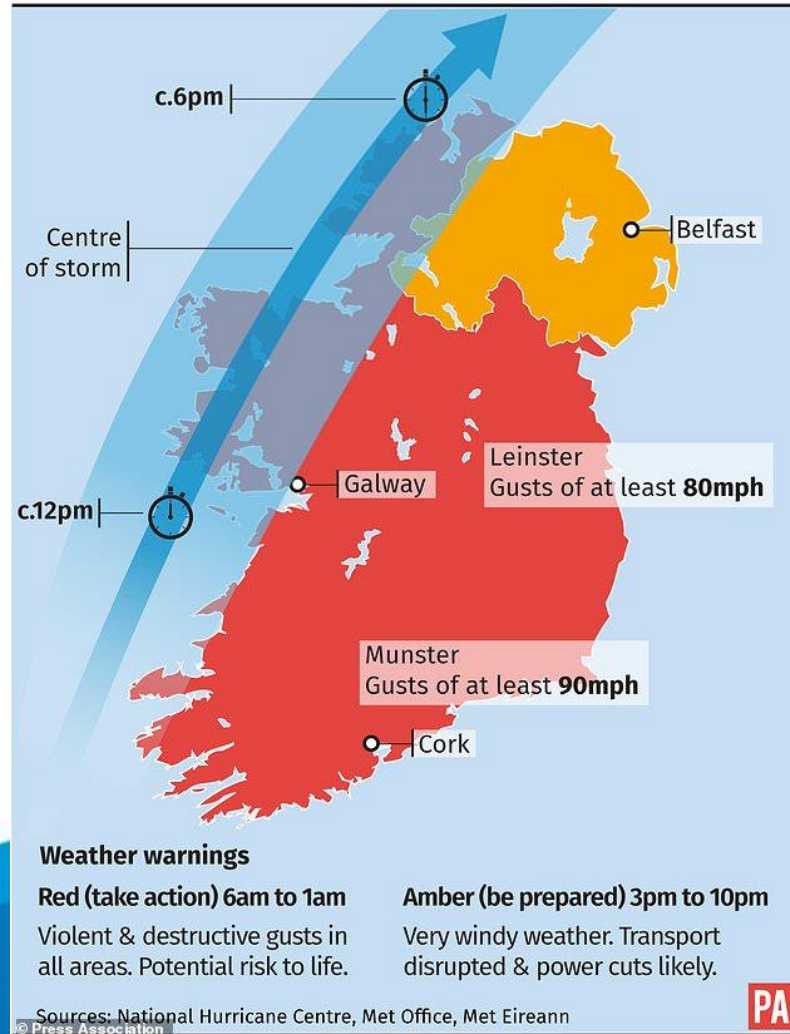 c.6pm
Centre
of storm
Belfast
Leinster
Gusts of at least 80mph
Galway
c.12pm
Munster
Gusts of at least 90mph
Cork
Weather warnings
Red (take action) 6am to 1am
Violent & destructive gusts in
all areas. Potential risk to life.
Amber (be prepared) 3pm to 10pm
Very windy weather. Transport
disrupted & power cuts likely.
Sources: National Hurricane Centre, Met Office, Met Eireann
PA
© Press Association